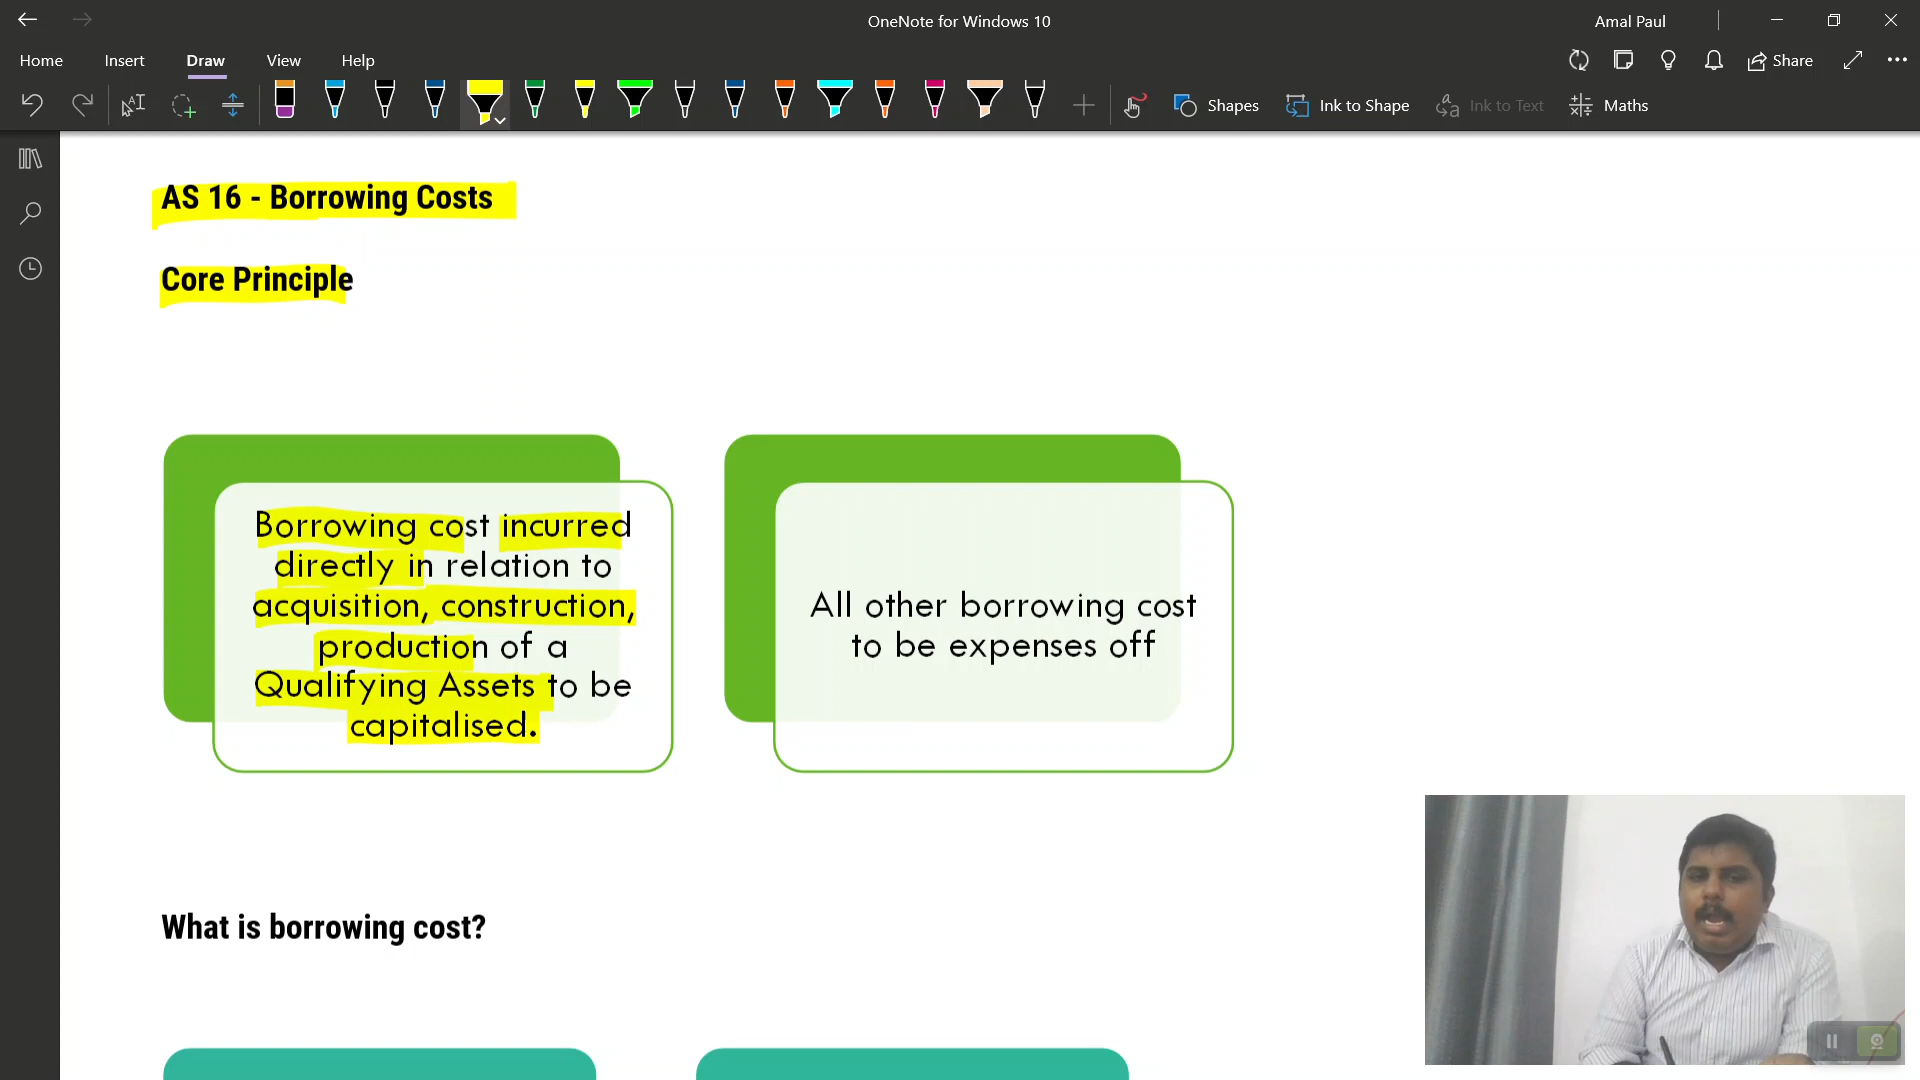 OneNote for Windows 10
Amal Paul
Home Insert Draw View Help
Share
Shapes Ink to Shape Ink to Text Maths
AS 16 - Borrowing Costs
Core Principle
Borrowing cost incurred
directly in relation to
acquisition, construction,
production of a
Qualifying Assets to be
capitalised.
All other borrowing cost
to be expenses off
What is borrowing cost?